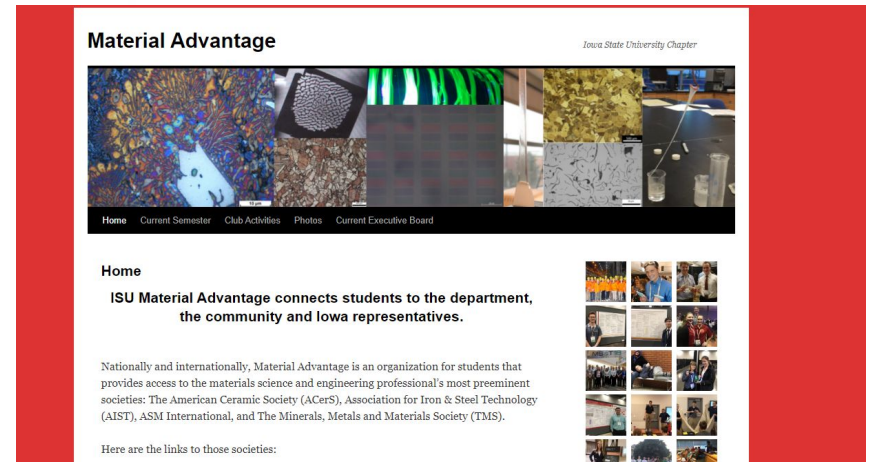 Material Advantage
Iowa State University Chapter
10 µm
Home Current Semester Club Activities Photos Current Executive Board
Home
ISU Material Advantage connects students to the department,
the community and Iowa representatives.
Nationally and internationally, Material Advantage is an organization for students that
provides access to the materials science and engineering professional's most preeminent
societies: The American Ceramic Society (ACerS), Association for Iron & Steel Technology
(AIST), ASM International, and The Minerals, Metals and Materials Society (TMS).
Here are the links to those societies: